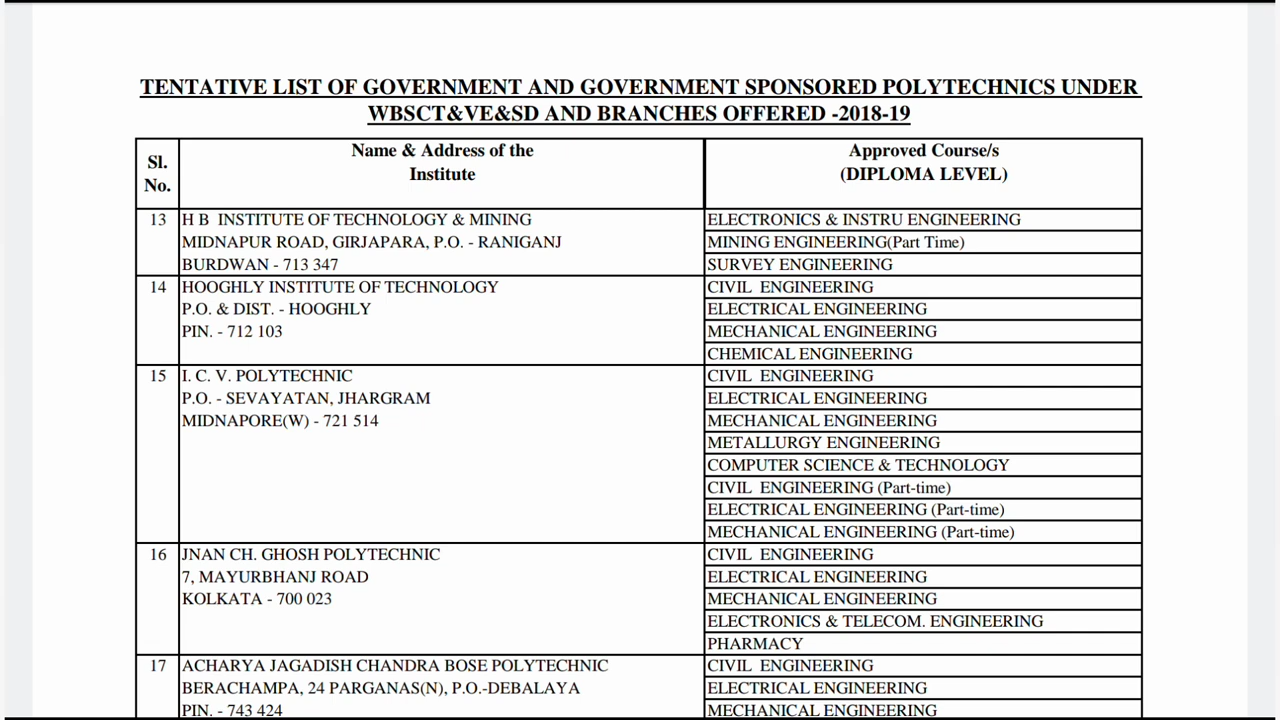 TENTATIVE LIST OF GOVERNMENT AND GOVERNMENT SPONSORED POLYTECHNICS UNDER
WBSCT&VE&SD AND BRANCHES OFFERED -2018-19
Sl. No.
Name & Address of the Institute
Approved Course/s (DIPLOMA LEVEL)
13 H B INSTITUTE OF TECHNOLOGY & MINING ELECTRONICS & INSTRU ENGINEERING
MIDNAPUR ROAD, GIRJAPARA, P.O. - RANIGANJ MINING ENGINEERING(Part Time)
BURDWAN - 713 347 SURVEY ENGINEERING
14 HOOGHLY INSTITUTE OF TECHNOLOGY CIVIL ENGINEERING
P.O. & DIST. - HOOGHLY ELECTRICAL ENGINEERING
PIN. - 712 103 MECHANICAL ENGINEERING
CHEMICAL ENGINEERING
15 I. C. V. POLYTECHNIC CIVIL ENGINEERING
P.O. - SEVAYATAN, JHARGRAM ELECTRICAL ENGINEERING
MIDNAPORE(W) - 721 514 MECHANICAL ENGINEERING
METALLURGY ENGINEERING
COMPUTER SCIENCE & TECHNOLOGY
CIVIL ENGINEERING (Part-time)
ELECTRICAL ENGINEERING (Part-time)
MECHANICAL ENGINEERING (Part-time)
16 JNAN CH. GHOSH POLYTECHNIC CIVIL ENGINEERING
7, MAYURBHANJ ROAD ELECTRICAL ENGINEERING
KOLKATA - 700 023 MECHANICAL ENGINEERING
ELECTRONICS & TELECOM. ENGINEERING
PHARMACY
17 ACHARYA JAGADISH CHANDRA BOSE POLYTECHNIC CIVIL ENGINEERING
BERACHAMPA, 24 PARGANAS(N), P.O.-DEBALAYA ELECTRICAL ENGINEERING
PIN. - 743 424 MECHANICAL ENGINEERING